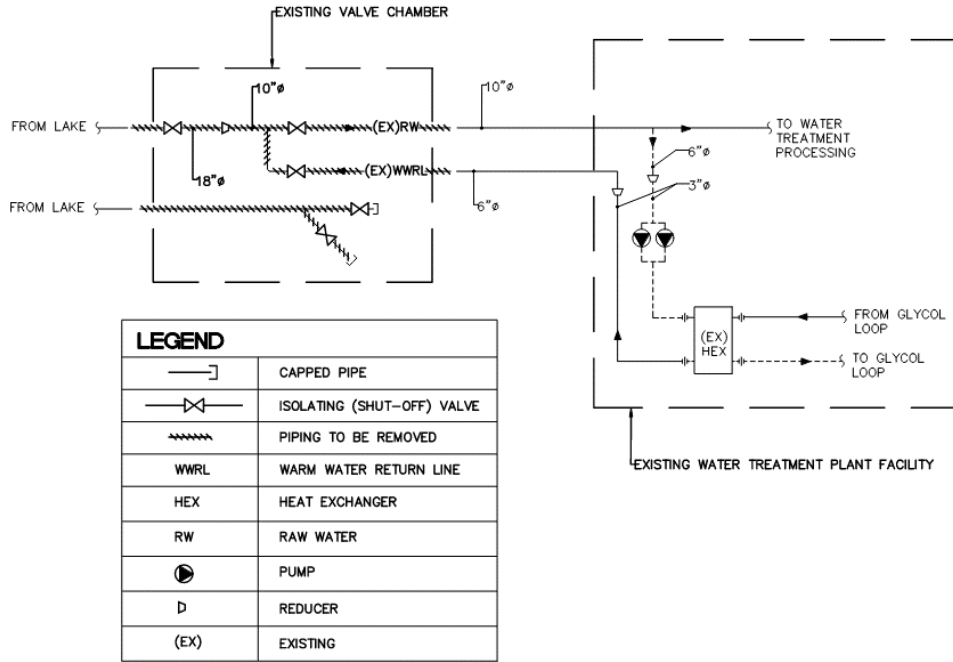 EXISTING VALVE CHAMBER
10"ø
10"ø
FROM LAKE
(EX)RW
TO WATER
TREATMENT
PROCESSING
6"ø
(EX)WWRL
18"ø
3"ø
6"ø
FROM LAKE
FROM GLYCOL
LOOP
(EX)
HEX
TO GLYCOL
LOOP
EXISTING WATER TREATMENT PLANT FACILITY
LEGEND
CAPPED PIPE
ISOLATING (SHUT-OFF) VALVE
PIPING TO BE REMOVED
WWRL WARM WATER RETURN LINE
HEX HEAT EXCHANGER
RW RAW WATER
PUMP
REDUCER
(EX) EXISTING